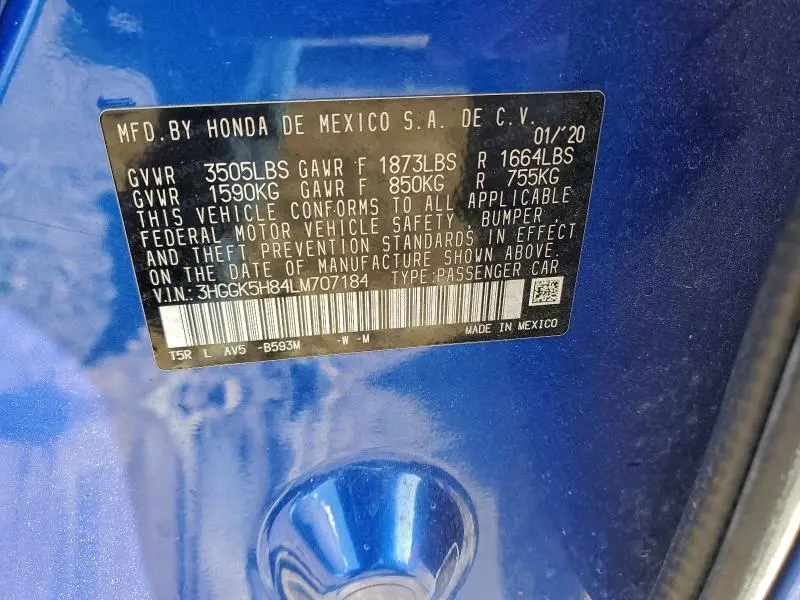 MFD.BY HONDA DE MEXICO S.A. DE C.V.
01/'20
GVWR 3505LBS GAWR F 1873LBS R 1664LBS
GVWR 1590KG GAWR F 850KG R 755KG
THIS VEHICLE CONFORMS TO ALL APPLICABLE
FEDERAL MOTOR VEHICLE SAFETY, BUMPER,
AND THEFT PREVENTION STANDARDS IN EFFECT
ON THE DATE OF MANUFACTURE SHOWN ABOVE.
V.I.N.: 3HGGK5H84LM707184 TYPE:PASSENGER CAR
MADE IN MEXICO
T5R L AV5 -B593M -W -M